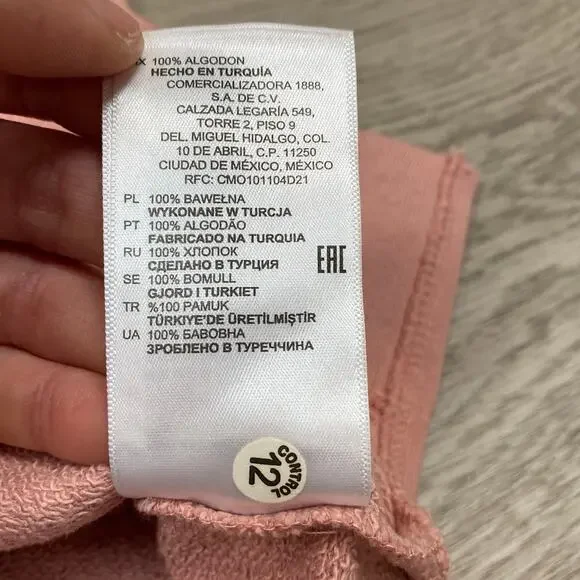 100% ALGODON
HECHO EN TURQUÍA
COMERCIALIZADORA 1888,
S.A. DE C.V.
CALZADA LEGARÍA 549,
TORRE 2, PISO 9
DEL. MIGUEL HIDALGO, COL.
10 DE ABRIL, C.P. 11250
CIUDAD DE MÉXICO, MÉXICO
RFC: CMO101104D21
PL 100% BAWEŁNA
WYKONANE W TURCJA
PT 100% ALGODÃO
FABRICADO NA TURQUIA
RU 100% ХЛОПОК
СДЕЛАНО В ТУРЦИЯ
EAC
SE 100% BOMULL
GJORD I TURKIET
TR %100 PAMUK
TÜRKİYE'DE ÜRETİLMİŞTİR
UA 100% БАВОВНА
ЗРОБЛЕНО В ТУРЕЧЧИНА
CONTROL
12